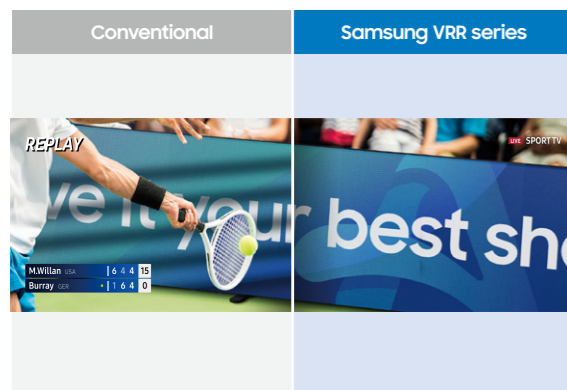 Conventional
Samsung VRR series
REPLAY
LIVE SPORT TV
ve it your best sho
M.Willan USA 6 4 4 15
Burray GER 1 6 4 0